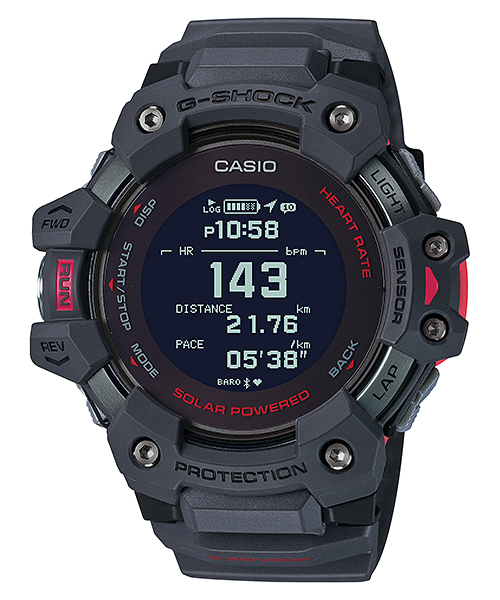 G-SHOCK
CASIO
LOG 10
P10:58
HR bpm
143
DISTANCE km
21.76
PACE /km
05'38"
BARO
DISP
START/STOP
MODE
HEART RATE
BACK
SOLAR POWERED
FWD
RUN
REV
LIGHT
SENSOR
LAP
PROTECTION